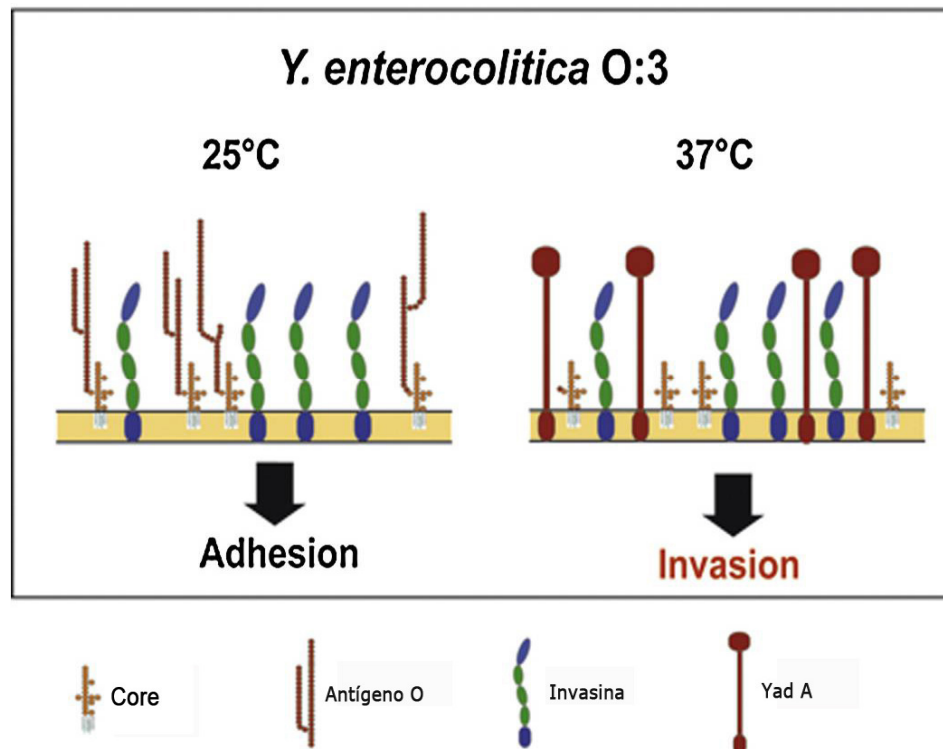 Y. enterocolitica O:3
25°C
37°C
Adhesion
Invasion
Core
Antígeno O
Invasina
Yad A